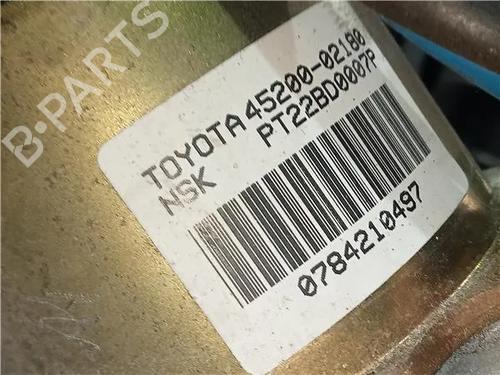 TOYOTA 45200-02180
NSK PT22BD0007P
0784210497
B-PARTS